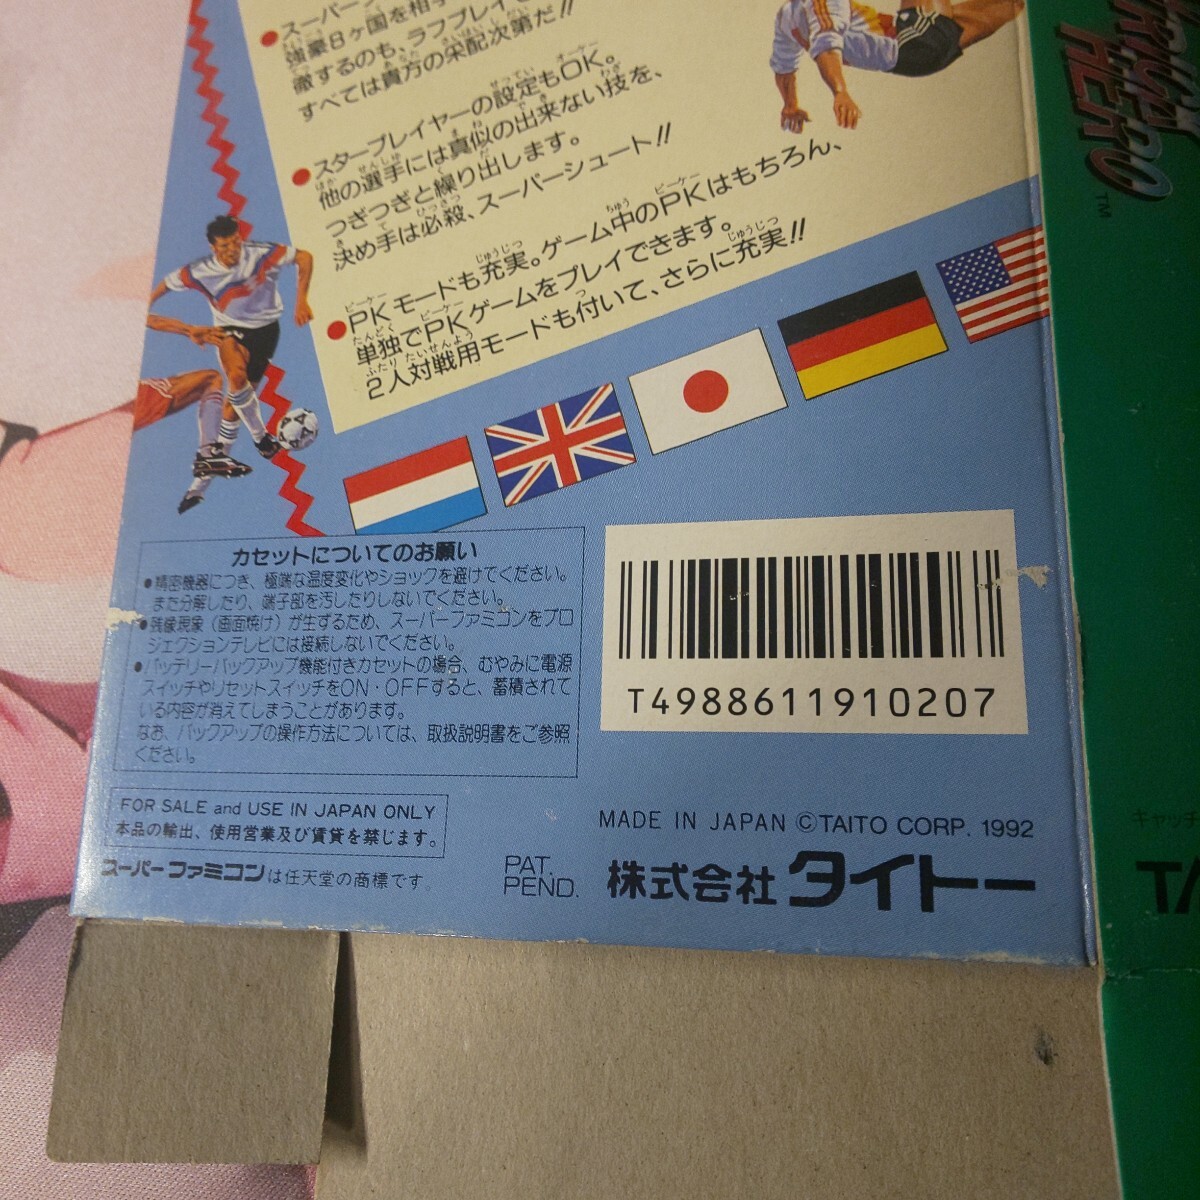 ●スーパー
強豪8ヶ国を相手
徹するのも、ラフプレイ
すべては貴方の采配次第だ!!
●スタープレイヤーの設定もOK。
他の選手には真似の出来ない技を、
つぎつぎと繰り出します。
決め手は必殺、スーパーシュート!!
●PKモードも充実。ゲーム中のPKはもちろん、
単独でPKゲームをプレイできます。
2人対戦用モードも付いて、さらに充実!!
HERO
TM
カセットについてのお願い
●精密機器につき、極端な温度変化やショックを避けてください。
また分解したり、端子部を汚したりしないでください。
●残像現象（画面焼け）が生ずるため、スーパーファミコンをプロ
ジェクションテレビには接続しないでください。
●バッテリーバックアップ機能付きカセットの場合、むやみに電源
スイッチやリセットスイッチをON・OFFすると、蓄積されて
いる内容が消えてしまうことがあります。
なお、バックアップの操作方法については、取扱説明書をご参照
ください。
T4988611910207
FOR SALE and USE IN JAPAN ONLY
本品の輸出、使用営業及び賃貸を禁じます。
スーパーファミコンは任天堂の商標です。
PAT.
PEND.
MADE IN JAPAN ©TAITO CORP. 1992
株式会社タイトー
キャッチ
TA